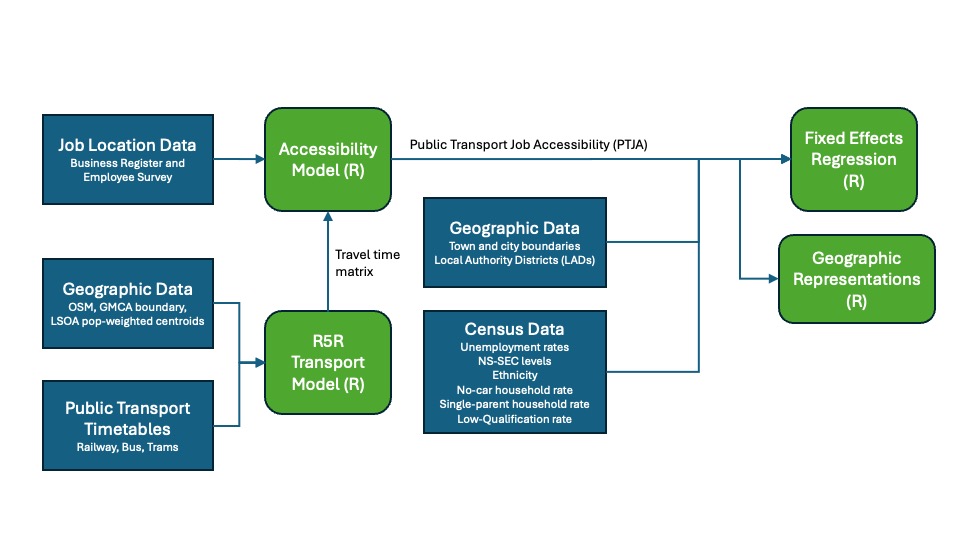 Job Location Data
Business Register and
Employee Survey
Accessibility
Model (R)
Public Transport Job Accessibility (PTJA)
Fixed Effects
Regression
(R)
Geographic Data
Town and city boundaries
Local Authority Districts (LADs)
Geographic
Representations
(R)
Travel time
matrix
Geographic Data
OSM, GMCA boundary,
LSOA pop-weighted centroids
R5R
Transport
Model (R)
Census Data
Unemployment rates
NS-SEC levels
Ethnicity
No-car household rate
Single-parent household rate
Low-Qualification rate
Public Transport
Timetables
Railway, Bus, Trams